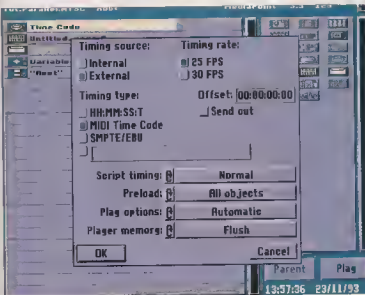 Time Code
Untitled
Variable
"Root"
Timing source:
Internal
External
Timing rate:
25 FPS
30 FPS
Timing type:
HH:MM:SS:T
MIDI Time Code
SMPTE/EBU
Offset: 00:00:00:00
Send out
Script timing: Normal
Preload: All objects
Play options: Automatic
Player memory: Flush
OK
Cancel
Parent
Play
13:57:36 23/11/93